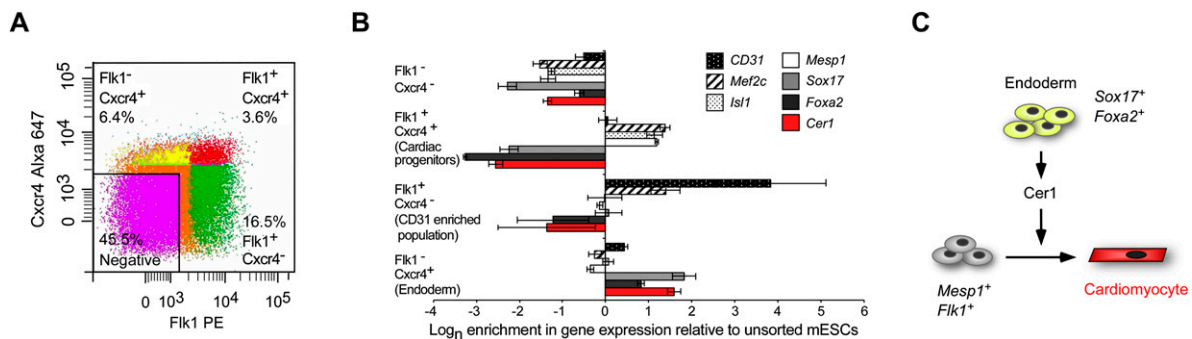 A
Cxcr4 Alxa 647
10⁵
10⁴
10³
0
Flk1⁻
Cxcr4⁺
6.4%
Flk1⁺
Cxcr4⁺
3.6%
45.5%
Negative
16.5%
Flk1⁺
Cxcr4⁻
0 10³ 10⁴ 10⁵
Flk1 PE
B
Flk1⁻
Cxcr4⁻
Flk1⁺
Cxcr4⁺
(Cardiac
progenitors)
Flk1⁺
Cxcr4⁻
(CD31 enriched
population)
Flk1⁻
Cxcr4⁺
(Endoderm)
CD31
Mef2c
Isl1
Mesp1
Sox17
Foxa2
Cer1
-4 -3 -2 -1 0 1 2 3 4 5 6
Logₙ enrichment in gene expression relative to unsorted mESCs
C
Endoderm
Sox17⁺
Foxa2⁺
Cer1
Mesp1⁺
Flk1⁺
Cardiomyocyte